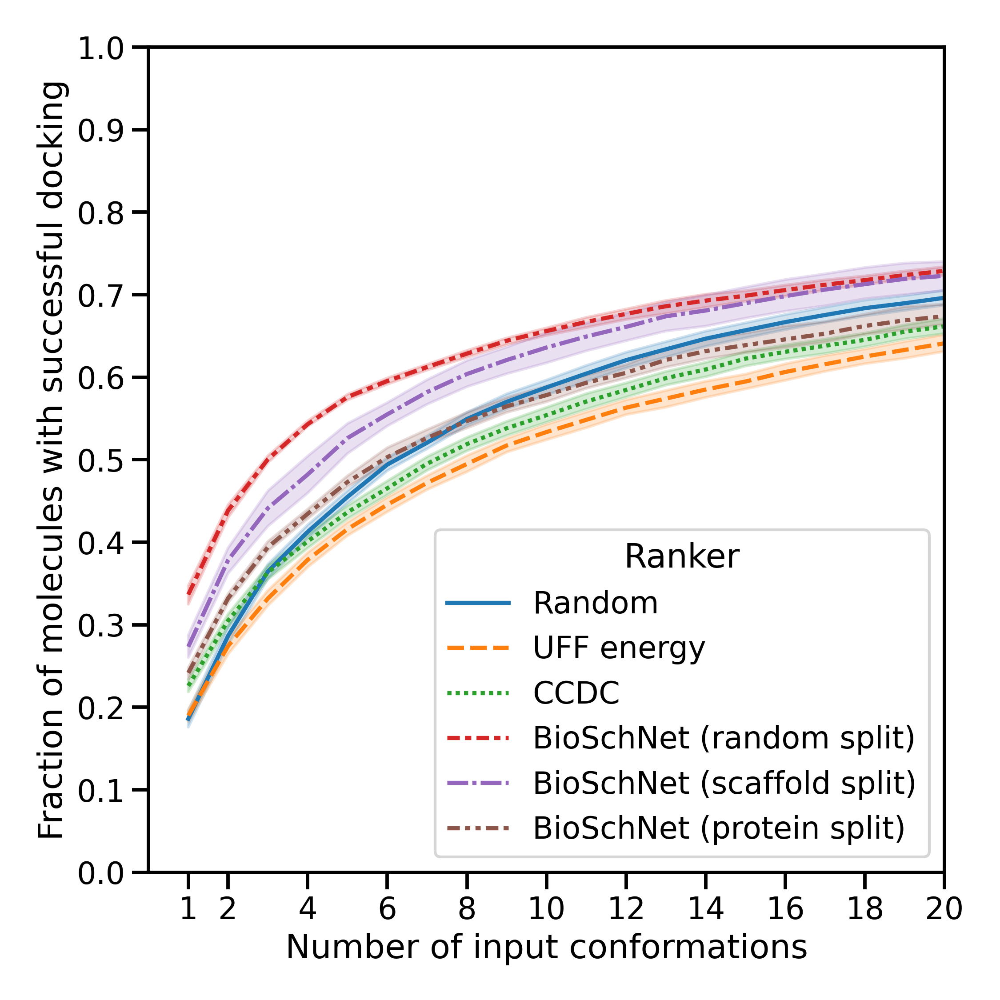 Fraction of molecules with successful docking
1.0
0.9
0.8
0.7
0.6
0.5
0.4
0.3
0.2
0.1
0.0
Ranker
Random
UFF energy
CCDC
BioSchNet (random split)
BioSchNet (scaffold split)
BioSchNet (protein split)
1 2 4 6 8 10 12 14 16 18 20
Number of input conformations